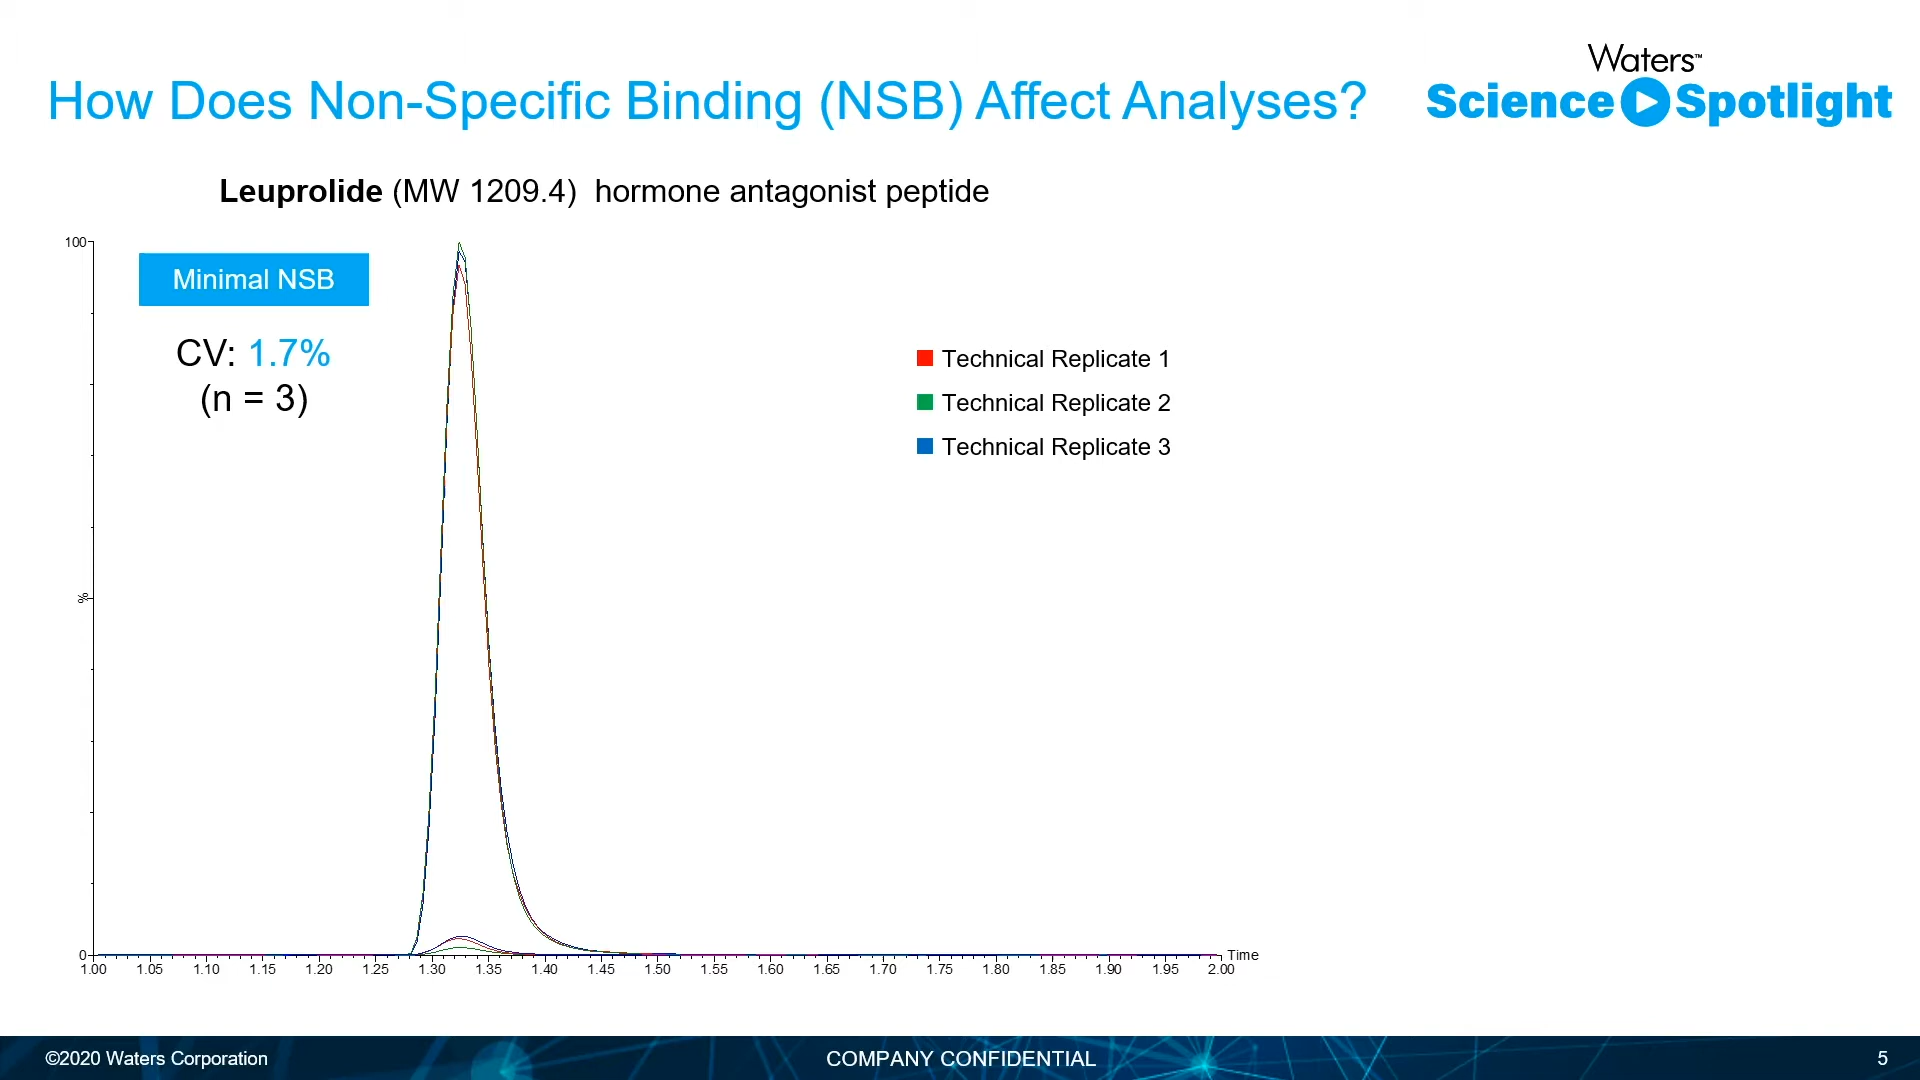 How Does Non-Specific Binding (NSB) Affect Analyses?
Waters™
Science Spotlight
Leuprolide (MW 1209.4) hormone antagonist peptide
100
Minimal NSB
CV: 1.7%
(n = 3)
Technical Replicate 1
Technical Replicate 2
Technical Replicate 3
%
0
Time
1.00 1.05 1.10 1.15 1.20 1.25 1.30 1.35 1.40 1.45 1.50 1.55 1.60 1.65 1.70 1.75 1.80 1.85 1.90 1.95 2.00
©2020 Waters Corporation
COMPANY CONFIDENTIAL
5